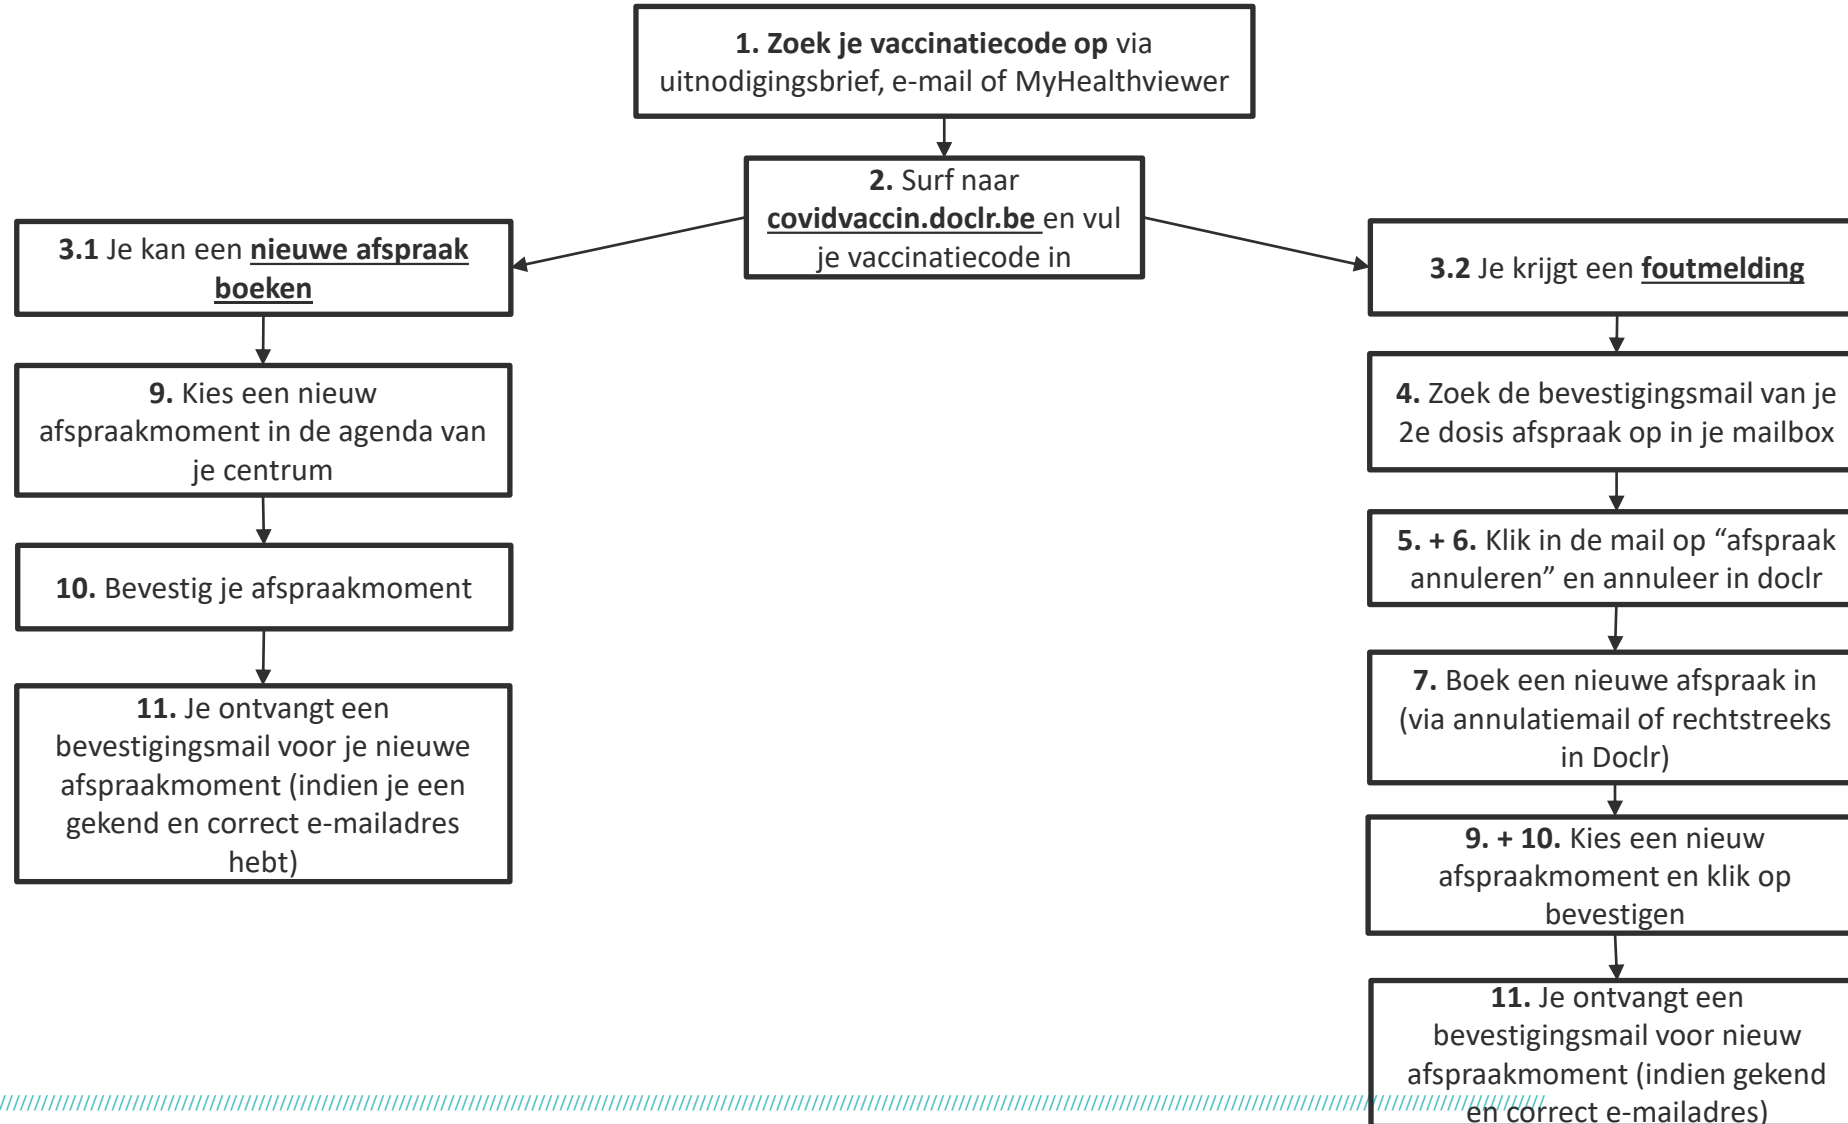 1. Zoek je vaccinatiecode op via
uitnodigingsbrief, e-mail of MyHealthviewer
2. Surf naar
covidvaccin.doclr.be en vul
je vaccinatiecode in
3.1 Je kan een nieuwe afspraak
boeken
9. Kies een nieuw
afspraakmoment in de agenda van
je centrum
10. Bevestig je afspraakmoment
11. Je ontvangt een
bevestigingsmail voor je nieuwe
afspraakmoment (indien je een
gekend en correct e-mailadres
hebt)
3.2 Je krijgt een foutmelding
4. Zoek de bevestigingsmail van je
2e dosis afspraak op in je mailbox
5. + 6. Klik in de mail op “afspraak
annuleren” en annuleer in doclr
7. Boek een nieuwe afspraak in
(via annulatiemail of rechtstreeks
in Doclr)
9. + 10. Kies een nieuw
afspraakmoment en klik op
bevestigen
11. Je ontvangt een
bevestigingsmail voor nieuw
afspraakmoment (indien gekend
en correct e-mailadres)